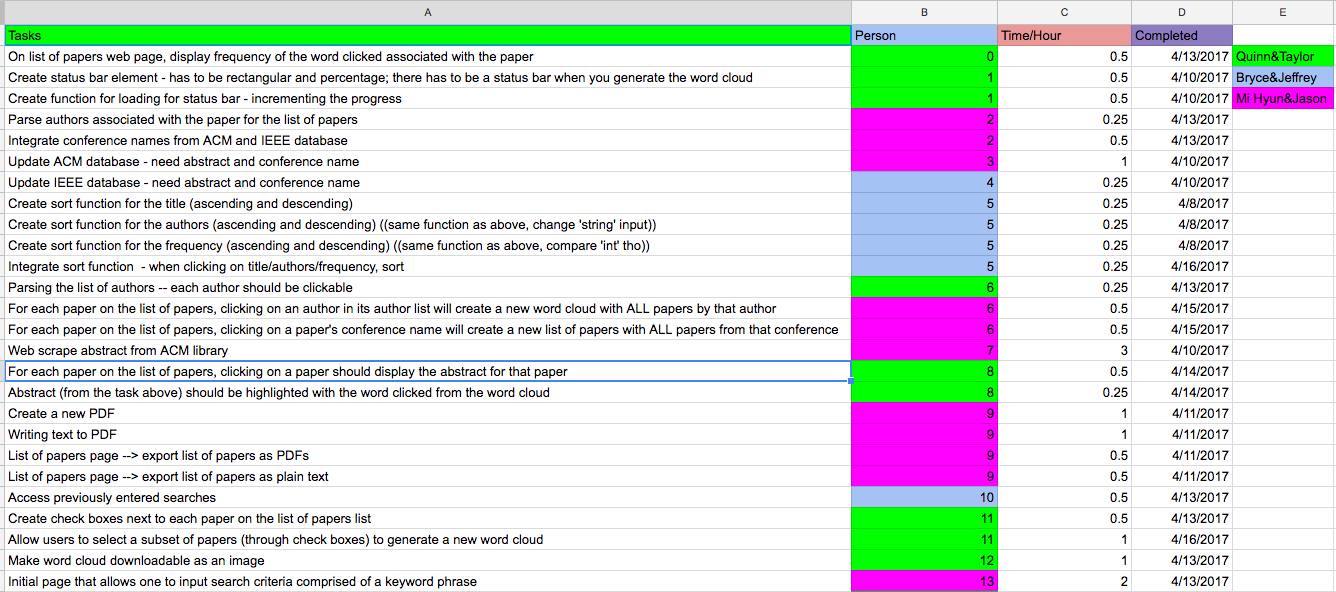 A B C D E
Tasks Person Time/Hour Completed
On list of papers web page, display frequency of the word clicked associated with the paper 0 0.5 4/13/2017 Quinn&Taylor
Create status bar element - has to be rectangular and percentage; there has to be a status bar when you generate the word cloud 1 0.5 4/10/2017 Bryce&Jeffrey
Create function for loading for status bar - incrementing the progress 1 0.5 4/10/2017 Mi Hyun&Jason
Parse authors associated with the paper for the list of papers 2 0.25 4/13/2017
Integrate conference names from ACM and IEEE database 2 0.5 4/13/2017
Update ACM database - need abstract and conference name 3 1 4/10/2017
Update IEEE database - need abstract and conference name 4 0.25 4/10/2017
Create sort function for the title (ascending and descending) 5 0.25 4/8/2017
Create sort function for the authors (ascending and descending) ((same function as above, change 'string' input)) 5 0.25 4/8/2017
Create sort function for the frequency (ascending and descending) ((same function as above, compare 'int' tho)) 5 0.25 4/8/2017
Integrate sort function - when clicking on title/authors/frequency, sort 5 0.25 4/16/2017
Parsing the list of authors -- each author should be clickable 6 0.25 4/13/2017
For each paper on the list of papers, clicking on an author in its author list will create a new word cloud with ALL papers by that author 6 0.5 4/15/2017
For each paper on the list of papers, clicking on a paper's conference name will create a new list of papers with ALL papers from that conference 6 0.5 4/15/2017
Web scrape abstract from ACM library 7 3 4/10/2017
For each paper on the list of papers, clicking on a paper should display the abstract for that paper 8 0.5 4/14/2017
Abstract (from the task above) should be highlighted with the word clicked from the word cloud 8 0.25 4/14/2017
Create a new PDF 9 1 4/11/2017
Writing text to PDF 9 1 4/11/2017
List of papers page --> export list of papers as PDFs 9 0.5 4/11/2017
List of papers page --> export list of papers as plain text 9 0.5 4/11/2017
Access previously entered searches 10 0.5 4/13/2017
Create check boxes next to each paper on the list of papers list 11 0.5 4/13/2017
Allow users to select a subset of papers (through check boxes) to generate a new word cloud 11 1 4/16/2017
Make word cloud downloadable as an image 12 1 4/13/2017
Initial page that allows one to input search criteria comprised of a keyword phrase 13 2 4/13/2017